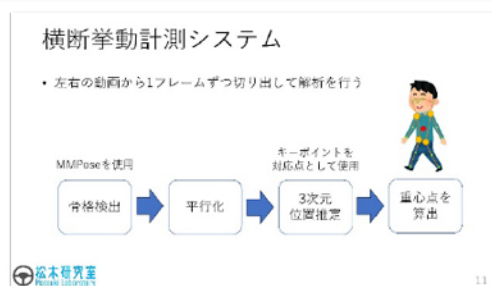 横断挙動計測システム
• 左右の動画から1フレームずつ切り出して解析を行う
MMPoseを使用
キーポイントを
対応点として使用
骨格検出
平行化
3次元
位置推定
重心点を
算出
松本研究室
11